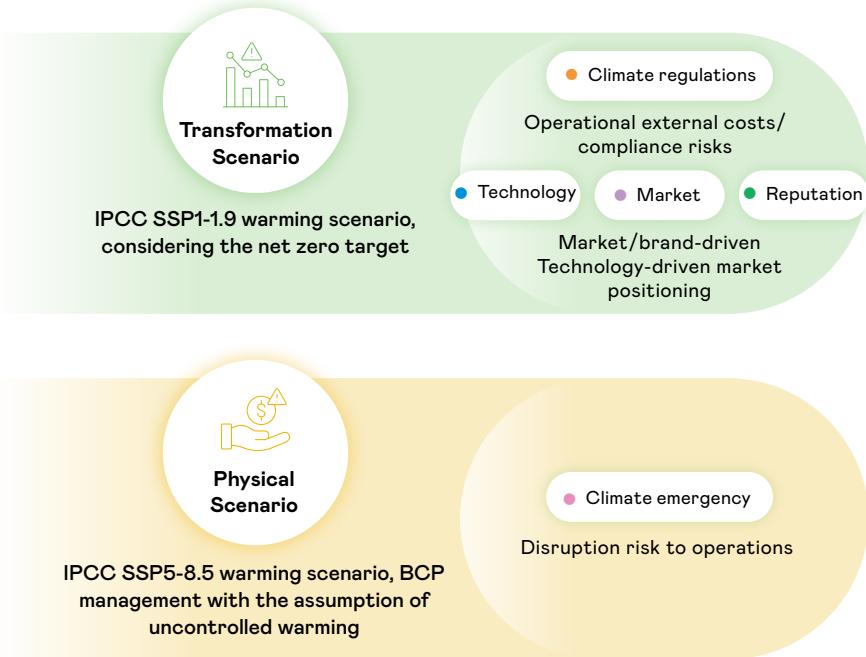 Transformation
Scenario
IPCC SSP1-1.9 warming scenario,
considering the net zero target
Climate regulations
Operational external costs/
compliance risks
Technology
Market
Reputation
Market/brand-driven
Technology-driven market
positioning
$
Physical
Scenario
IPCC SSP5-8.5 warming scenario, BCP
management with the assumption of
uncontrolled warming
Climate emergency
Disruption risk to operations